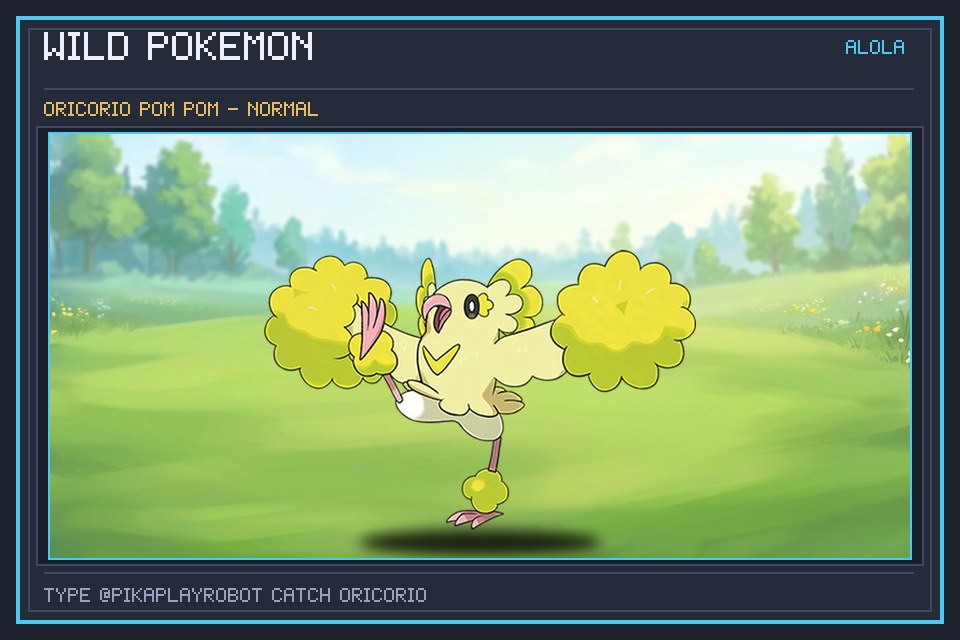 WILD POKEMON
ALOLA
ORICORIO POM POM - NORMAL
TYPE @PIKAPLAYROBOT CATCH ORICORIO